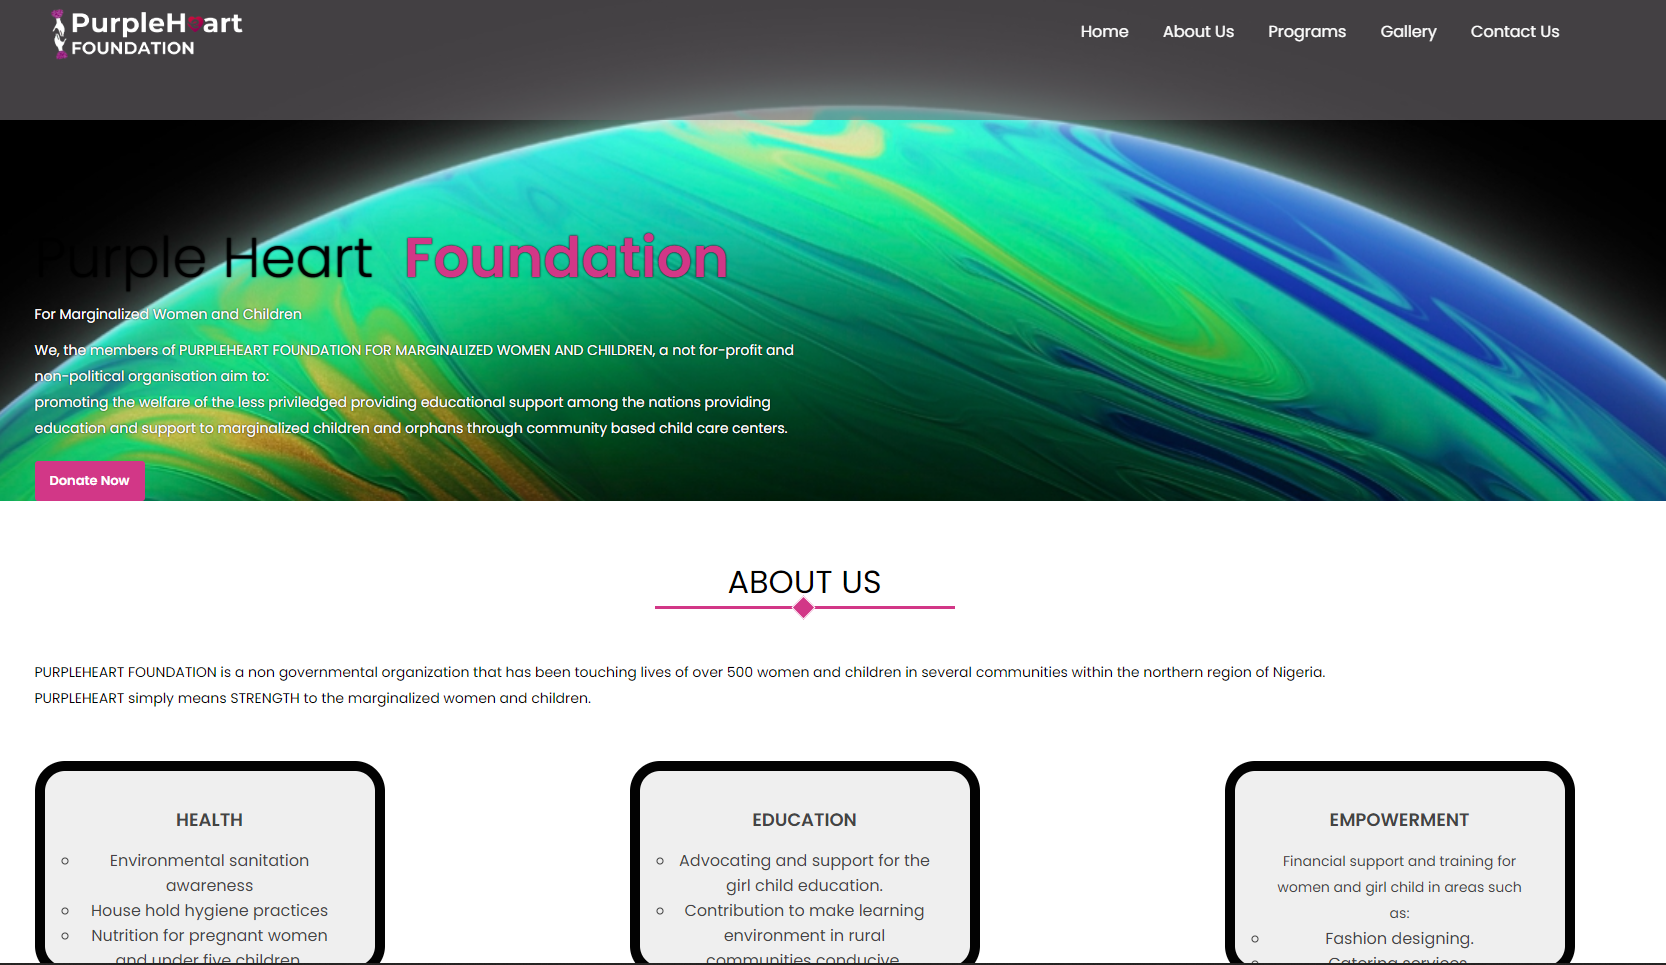 PurpleHeart
FOUNDATION
Home About Us Programs Gallery Contact Us
Purple Heart Foundation
For Marginalized Women and Children
We, the members of PURPLEHEART FOUNDATION FOR MARGINALIZED WOMEN AND CHILDREN, a not for-profit and
non-political organisation aim to:
promoting the welfare of the less priviledged providing educational support among the nations providing
education and support to marginalized children and orphans through community based child care centers.
Donate Now
ABOUT US
PURPLEHEART FOUNDATION is a non governmental organization that has been touching lives of over 500 women and children in several communities within the northern region of Nigeria.
PURPLEHEART simply means STRENGTH to the marginalized women and children.
HEALTH
Environmental sanitation
awareness
House hold hygiene practices
Nutrition for pregnant women
and under five children
EDUCATION
Advocating and support for the
girl child education.
Contribution to make learning
environment in rural
communities conducive
EMPOWERMENT
Financial support and training for
women and girl child in areas such
as:
Fashion designing.
Catering services